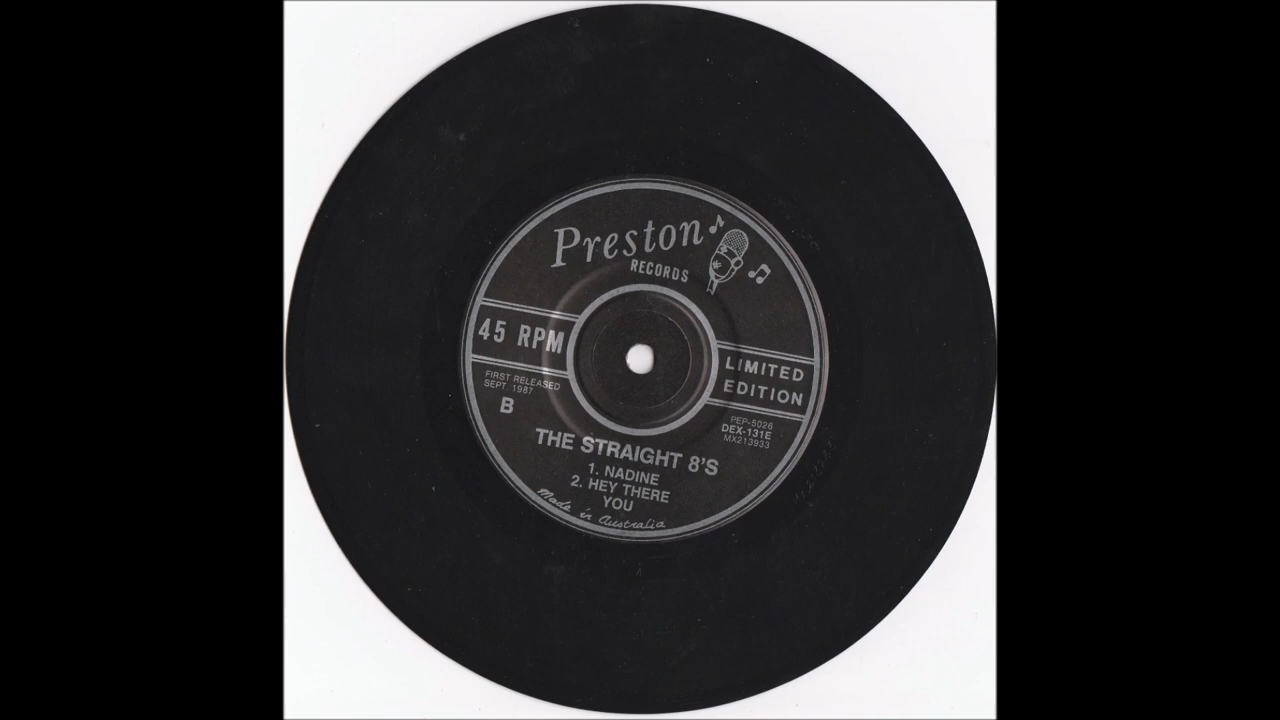 Preston
RECORDS
45 RPM
LIMITED
EDITION
FIRST RELEASED
SEPT 1987
B
PEP-5026
DEX-131E
MX213933
THE STRAIGHT 8'S
1. NADINE
2. HEY THERE
YOU
Made in Australia